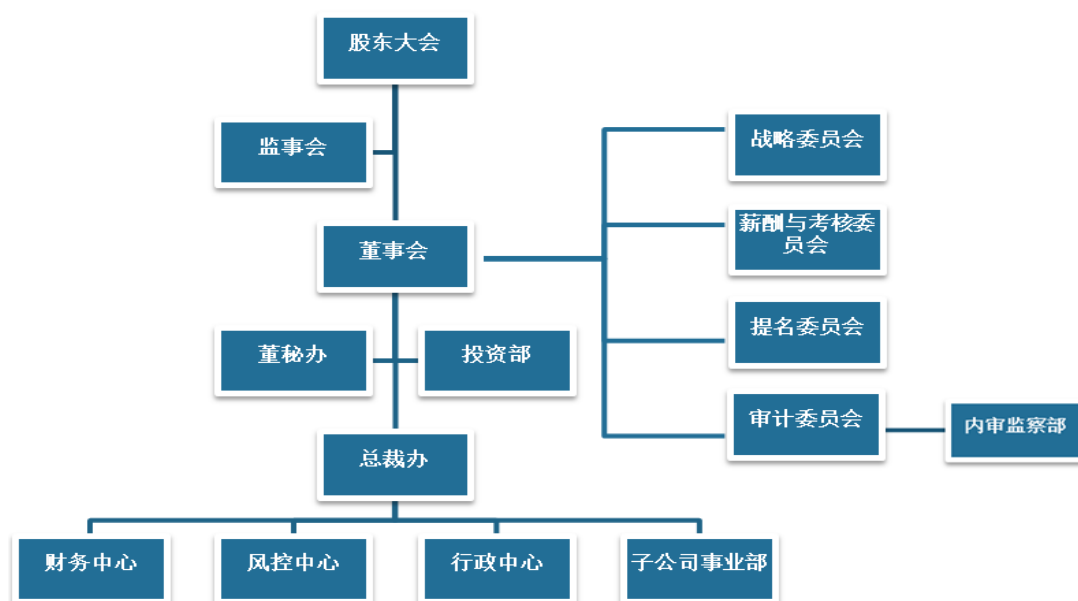 股东大会
监事会
战略委员会
薪酬与考核委
员会
董事会
提名委员会
董秘办
投资部
审计委员会
内审监察部
总裁办
财务中心
风控中心
行政中心
子公司事业部